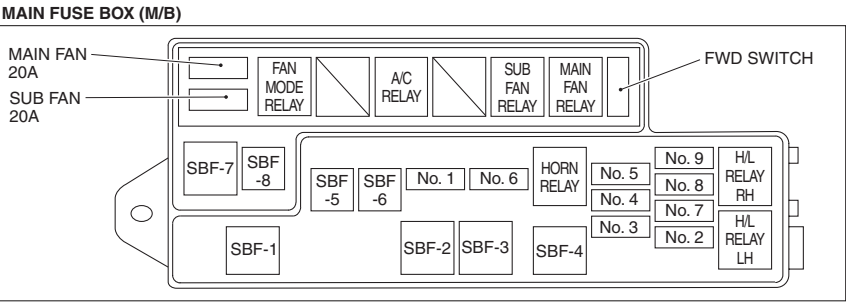 MAIN FUSE BOX (M/B)
MAIN FAN
20A
SUB FAN
20A
FAN
MODE
RELAY
A/C
RELAY
SUB
FAN
RELAY
MAIN
FAN
RELAY
FWD SWITCH
SBF-7
SBF
-8
SBF
-5
SBF
-6
No. 1
No. 6
HORN
RELAY
No. 5
No. 4
No. 3
No. 9
No. 8
No. 7
No. 2
H/L
RELAY
RH
H/L
RELAY
LH
SBF-1
SBF-2
SBF-3
SBF-4